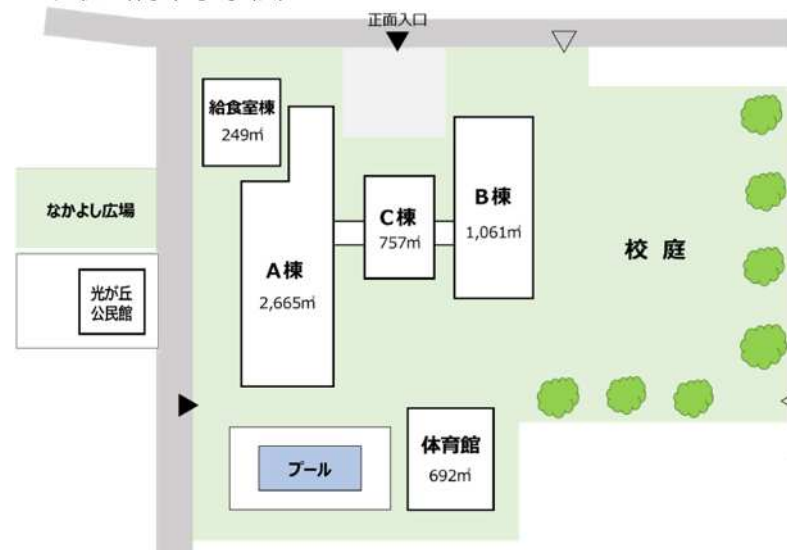 正面入口
給食室棟
249㎡
なかよし広場
C棟
757㎡
B棟
1,061㎡
校 庭
A棟
2,665㎡
光が丘
公民館
体育館
692㎡
プール